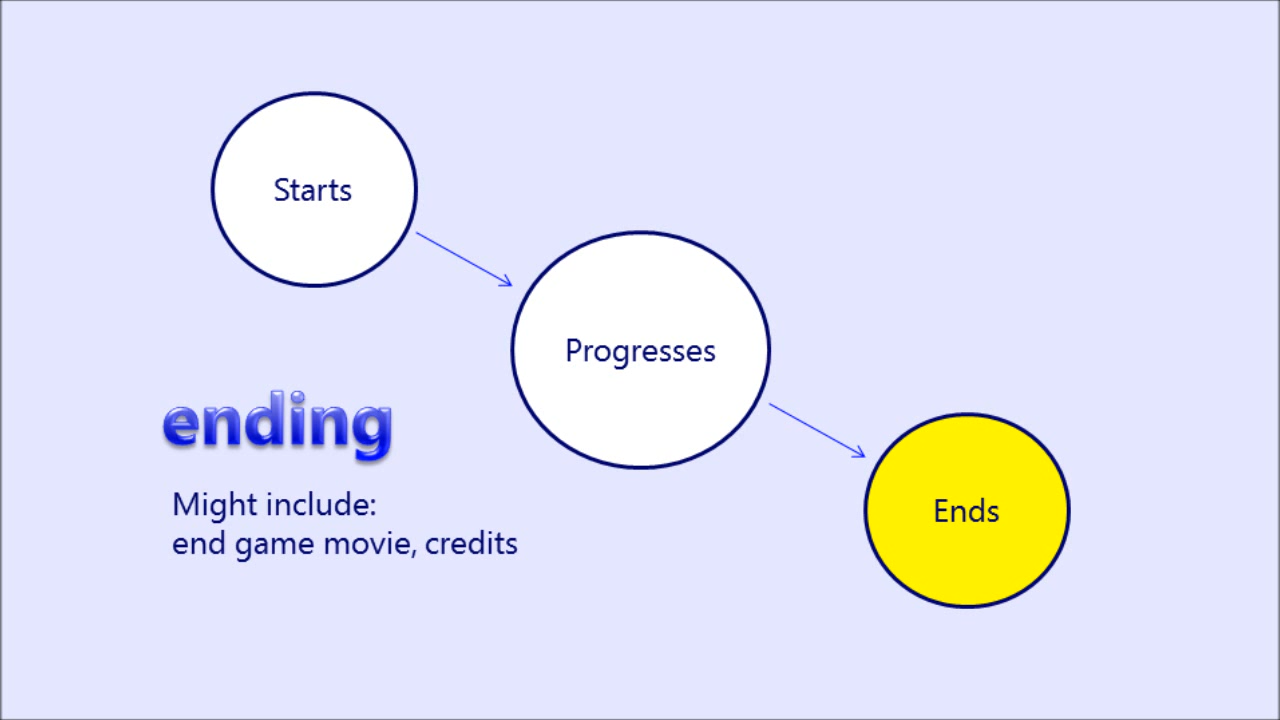 Starts
Progresses
ending
Might include:
end game movie, credits
Ends